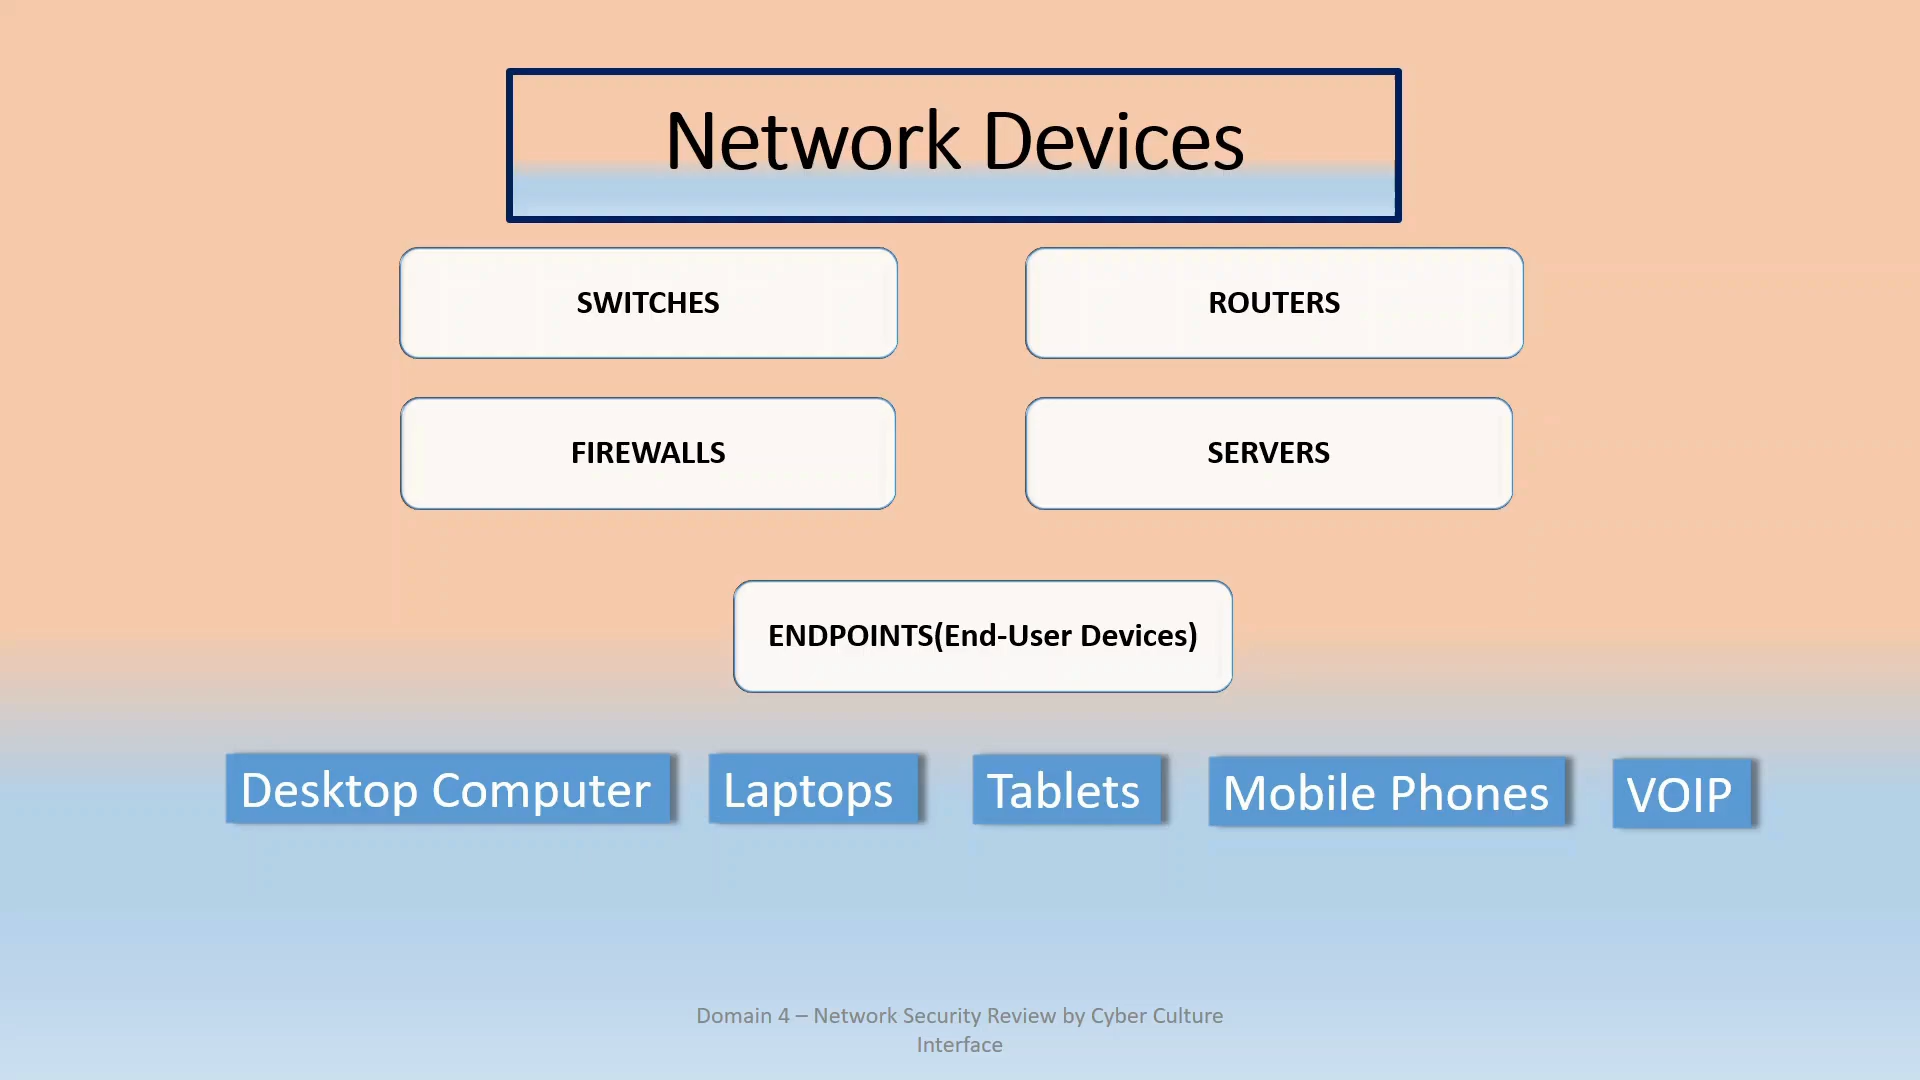 Network Devices
SWITCHES
ROUTERS
FIREWALLS
SERVERS
ENDPOINTS(End-User Devices)
Desktop Computer
Laptops
Tablets
Mobile Phones
VOIP
Domain 4 – Network Security Review by Cyber Culture
Interface